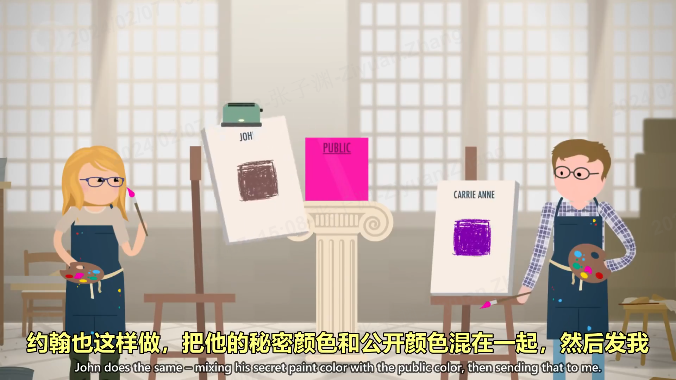 JOH
PUBLIC
CARRIE ANNE
约翰也这样做，把他的秘密颜色和公开颜色混在一起，然后发我
John does the same – mixing his secret paint color with the public color, then sending that to me.